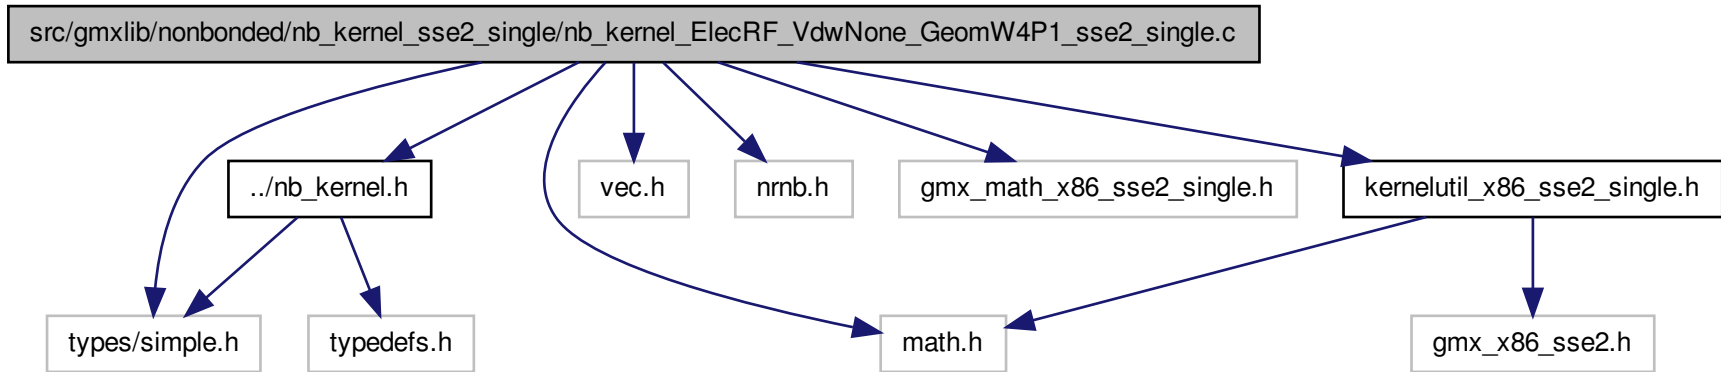 src/gmxlib/nonbonded/nb_kernel_sse2_single/nb_kernel_ElecRF_VdwNone_GeomW4P1_sse2_single.c
../nb_kernel.h
vec.h
nrnb.h
gmx_math_x86_sse2_single.h
kernelutil_x86_sse2_single.h
types/simple.h
typedefs.h
math.h
gmx_x86_sse2.h